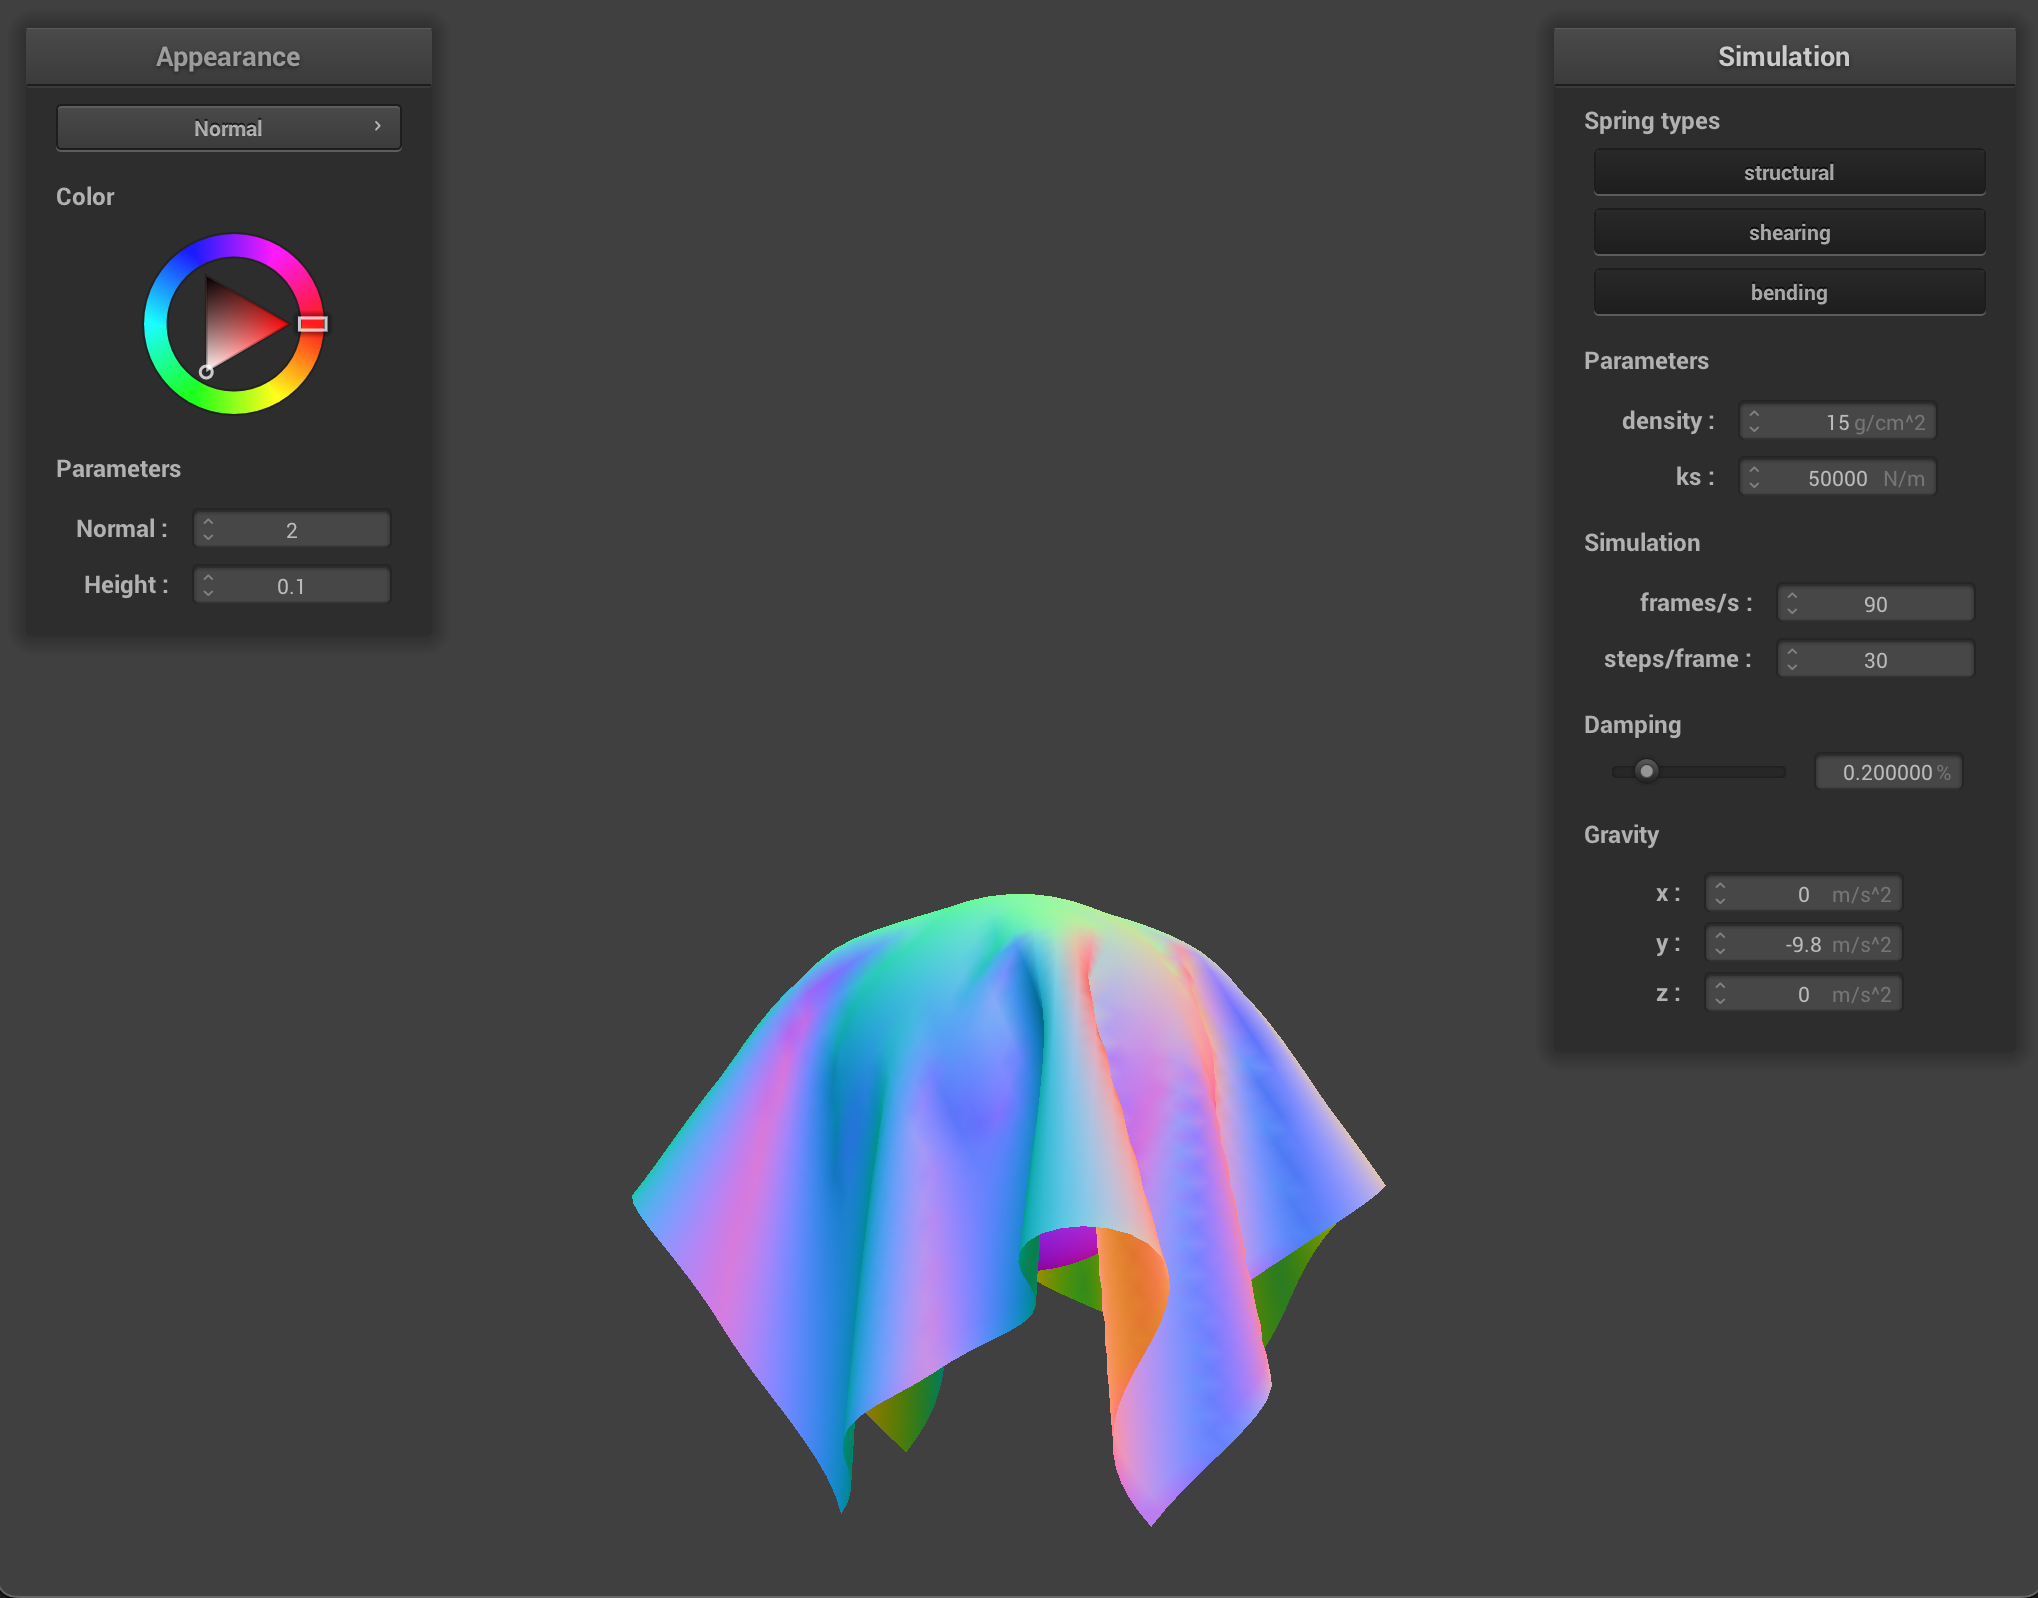 Appearance
Normal
Color
Parameters
Normal : 2
Height : 0.1
Simulation
Spring types
structural
shearing
bending
Parameters
density : 15 g/cm^2
ks : 50000 N/m
Simulation
frames/s : 90
steps/frame : 30
Damping
0.200000 %
Gravity
x : 0 m/s^2
y : -9.8 m/s^2
z : 0 m/s^2